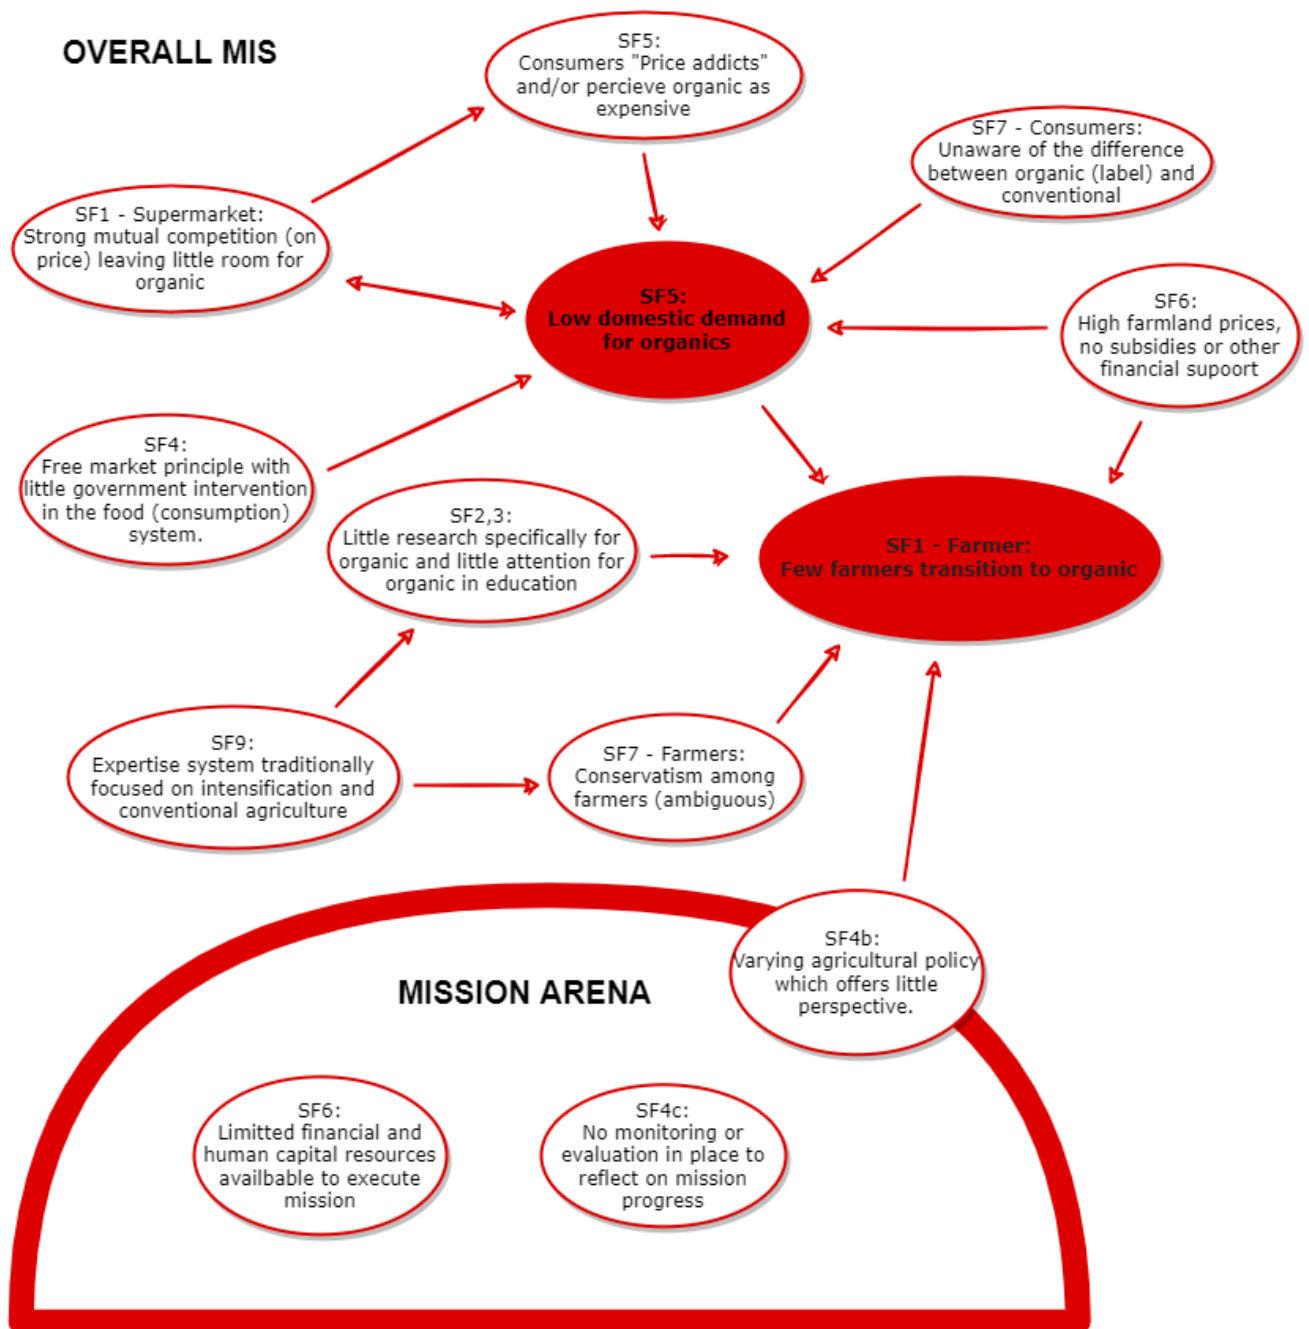 OVERALL MIS
SF5:
Consumers "Price addicts"
and/or percieve organic as
expensive
SF7 - Consumers:
Unaware of the difference
between organic (label) and
conventional
SF1 - Supermarket:
Strong mutual competition (on
price) leaving little room for
organic
SF5:
Low domestic demand
for organics
SF6:
High farmland prices,
no subsidies or other
financial supoort
SF4:
Free market principle with
little government intervention
in the food (consumption)
system.
SF2,3:
Little research specifically for
organic and little attention for
organic in education
SF1 - Farmer:
Few farmers transition to organic
SF9:
Expertise system traditionally
focused on intensification and
conventional agriculture
SF7 - Farmers:
Conservatism among
farmers (ambiguous)
SF4b:
Varying agricultural policy
which offers little
perspective.
MISSION ARENA
SF6:
Limitted financial and
human capital resources
availbable to execute
mission
SF4c:
No monitoring or
evaluation in place to
reflect on mission
progress